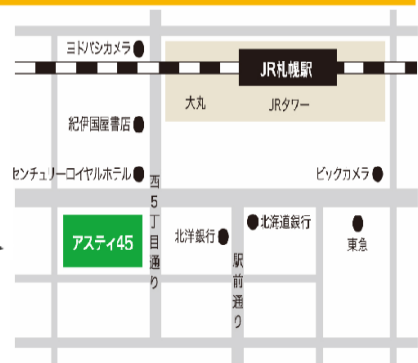 ヨドバシカメラ
JR札幌駅
大丸
JRタワー
紀伊国屋書店
センチュリーロイヤルホテル
ビックカメラ
西5丁目通り
アスティ45
北洋銀行
北海道銀行
東急
駅前通り